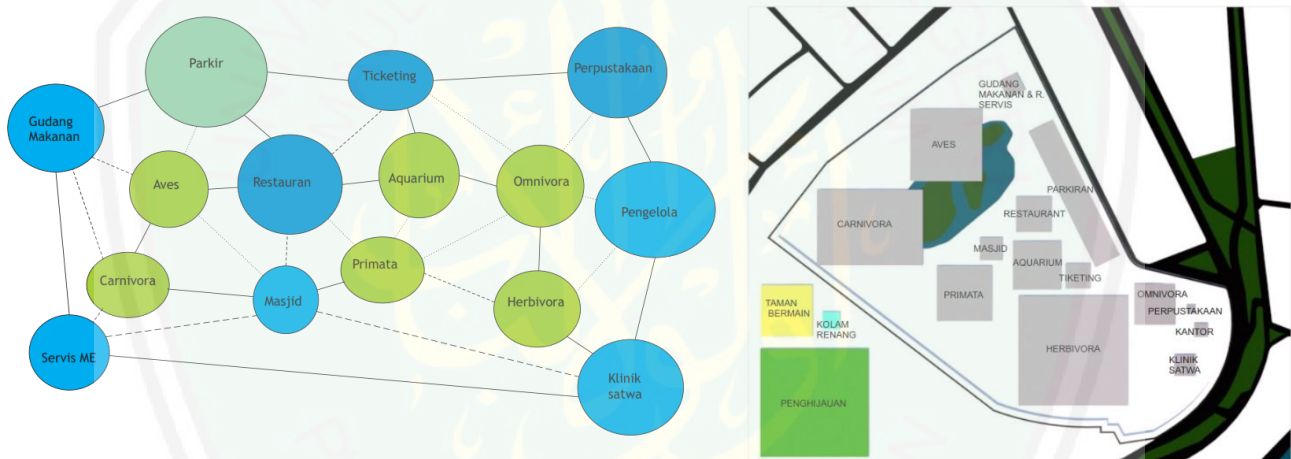 Parkir
Ticketing
Perpustakaan
Gudang
Makanan
Aves
Restauran
Aquarium
Omnivora
Pengelola
Carnivora
Masjid
Primata
Herbivora
Servis ME
Klinik
satwa
GUDANG
MAKANAN & R.
SERVIS
AVES
PARKIRAN
RESTAURANT
CARNIVORA
MASJID
AQUARIUM
TIKETING
PRIMATA
OMNIVORA
PERPUSTAKAAN
KANTOR
TAMAN
BERMAIN
KOLAM
RENANG
HERBIVORA
KLINIK
SATWA
PENGHIJAUAN